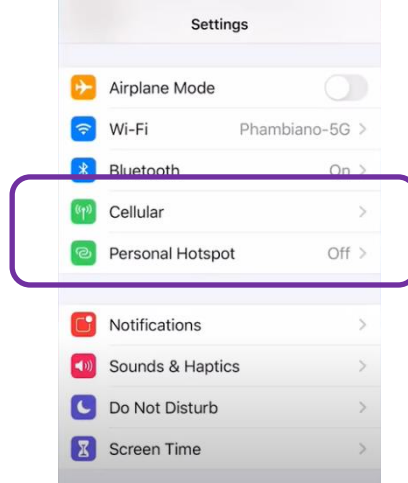 Settings
Airplane Mode
Wi-Fi Phambiano-5G
Bluetooth On
Cellular
Personal Hotspot Off
Notifications
Sounds & Haptics
Do Not Disturb
Screen Time